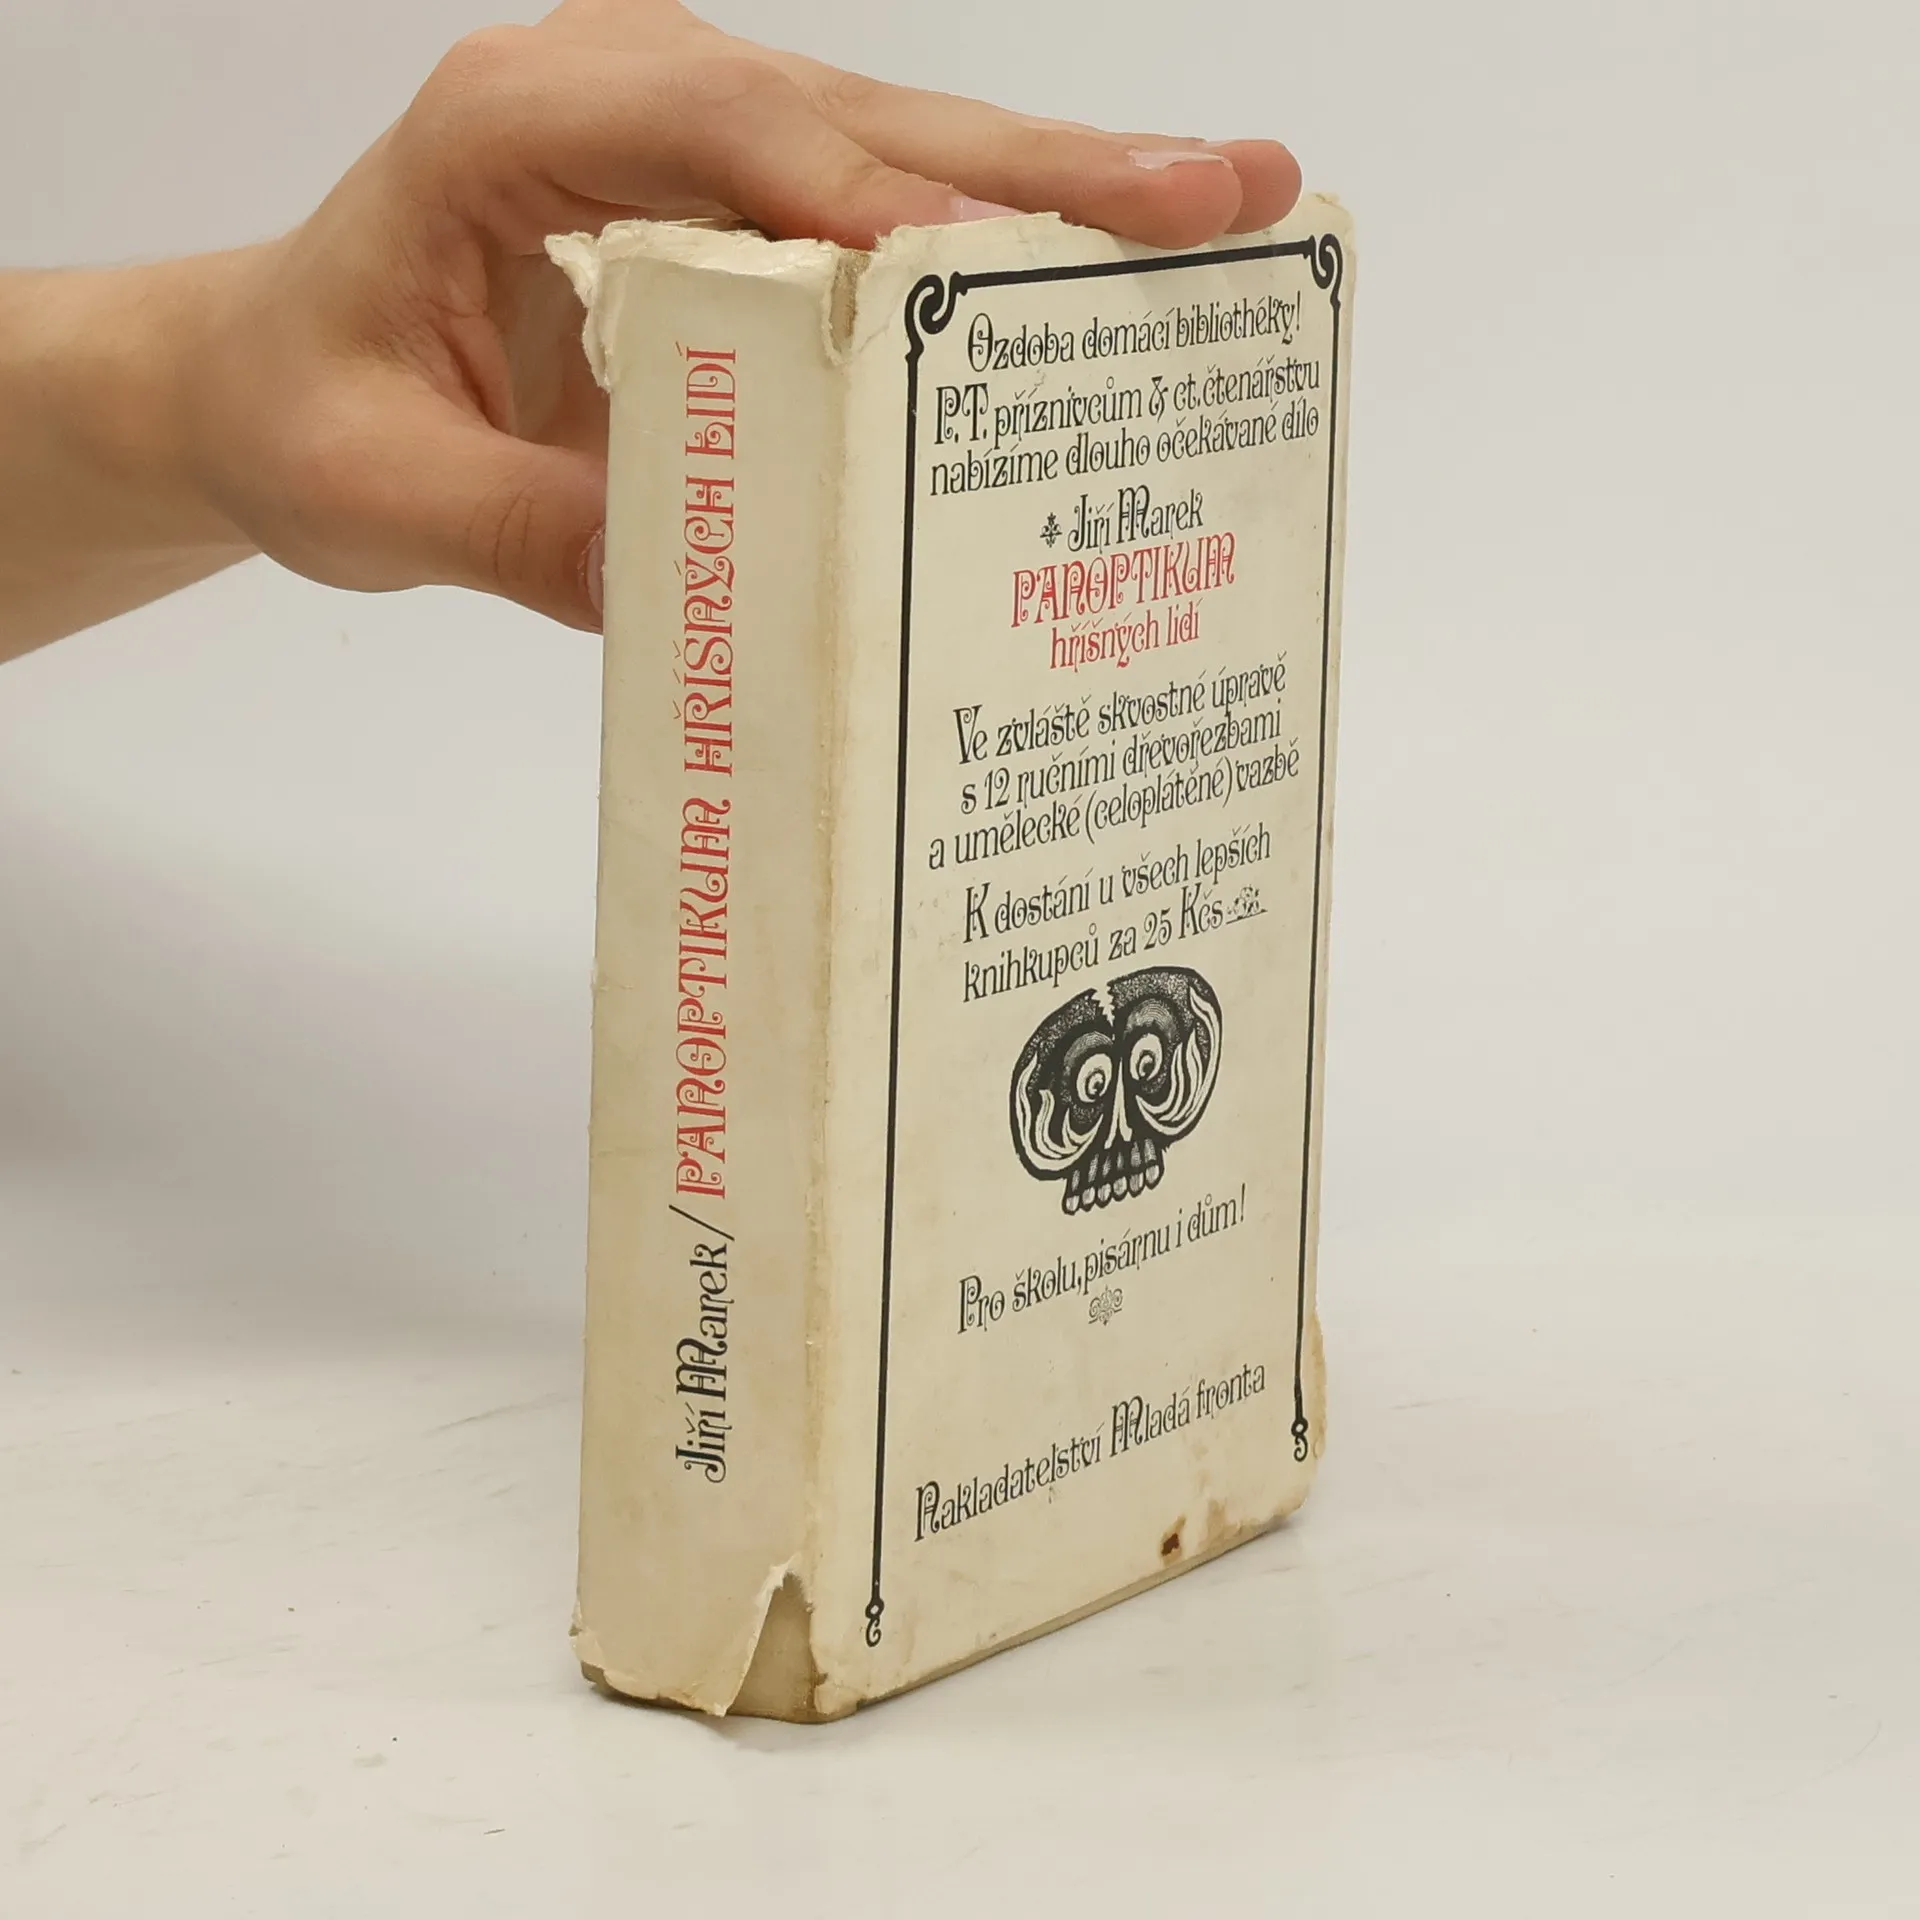 Jiří Marek / PANOPTIKUM HŘÍŠNÝCH LIDÍ
Ozdoba domácí bibliothéky!
P.T. příznivcům & ct. čtenářstvu
nabízíme dlouho očekávané dílo
Jiří Marek
PANOPTIKUM
hříšných lidí
Ve zvláště skvostné úpravě
s 12 ručními dřevořezbami
a umělecké (celoplátěné) vazbě
K dostání u všech lepších
knihkupců za 25 Kčs
Pro školu, pisárnu i dům!
Nakladatelství Mladá fronta